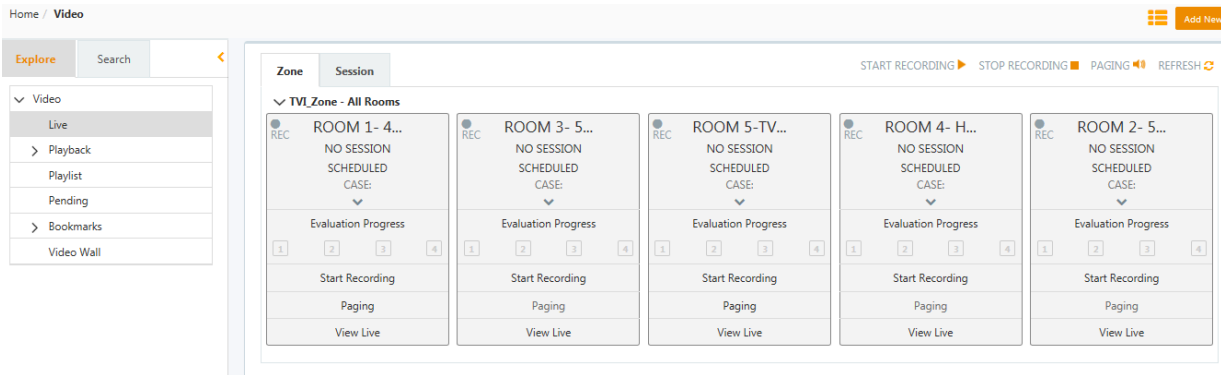 Home / Video
Add New
Explore Search
START RECORDING STOP RECORDING PAGING REFRESH
Zone Session
Video
Live
Playback
Playlist
Pending
Bookmarks
Video Wall
TVI_Zone - All Rooms
REC ROOM 1- 4... REC ROOM 3- 5... REC ROOM 5-TV... REC ROOM 4- H... REC ROOM 2- 5...
NO SESSION NO SESSION NO SESSION NO SESSION NO SESSION
SCHEDULED SCHEDULED SCHEDULED SCHEDULED SCHEDULED
CASE: CASE: CASE: CASE: CASE:
Evaluation Progress Evaluation Progress Evaluation Progress Evaluation Progress Evaluation Progress
1 2 3 4 1 2 3 4 1 2 3 4 1 2 3 4 1 2 3 4
Start Recording Start Recording Start Recording Start Recording Start Recording
Paging Paging Paging Paging Paging
View Live View Live View Live View Live View Live